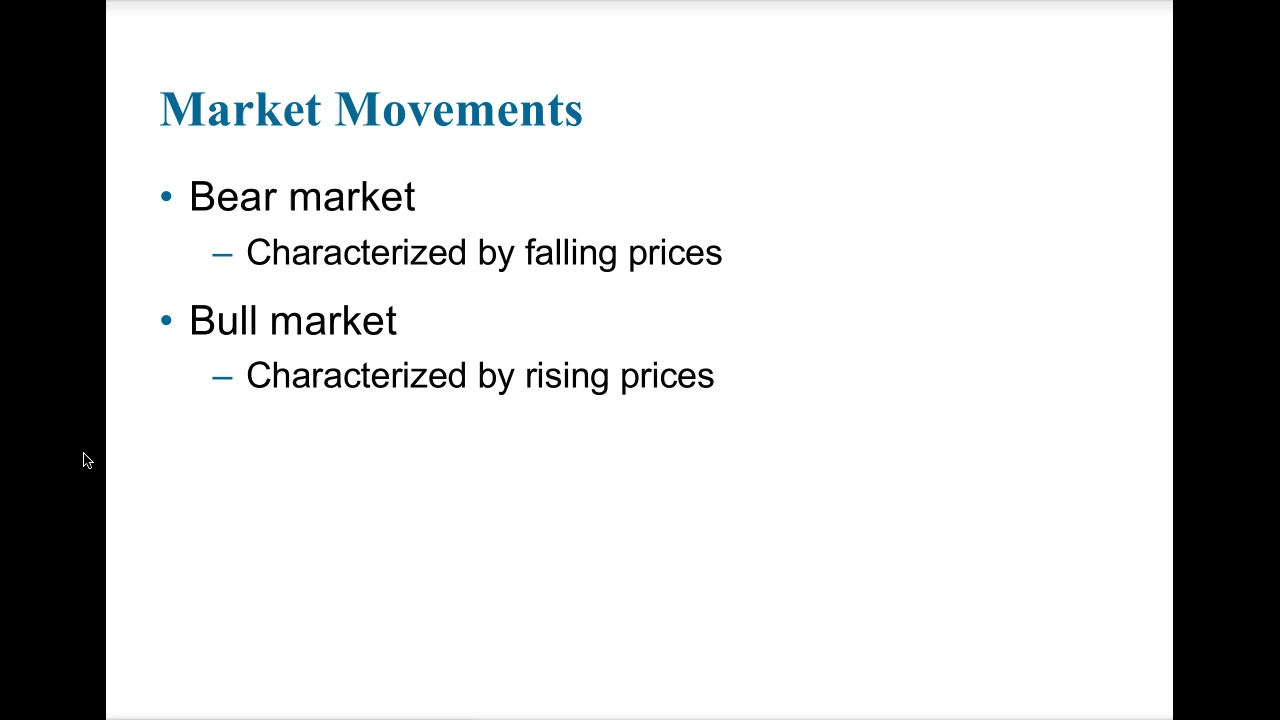 Market Movements
• Bear market
– Characterized by falling prices
• Bull market
– Characterized by rising prices